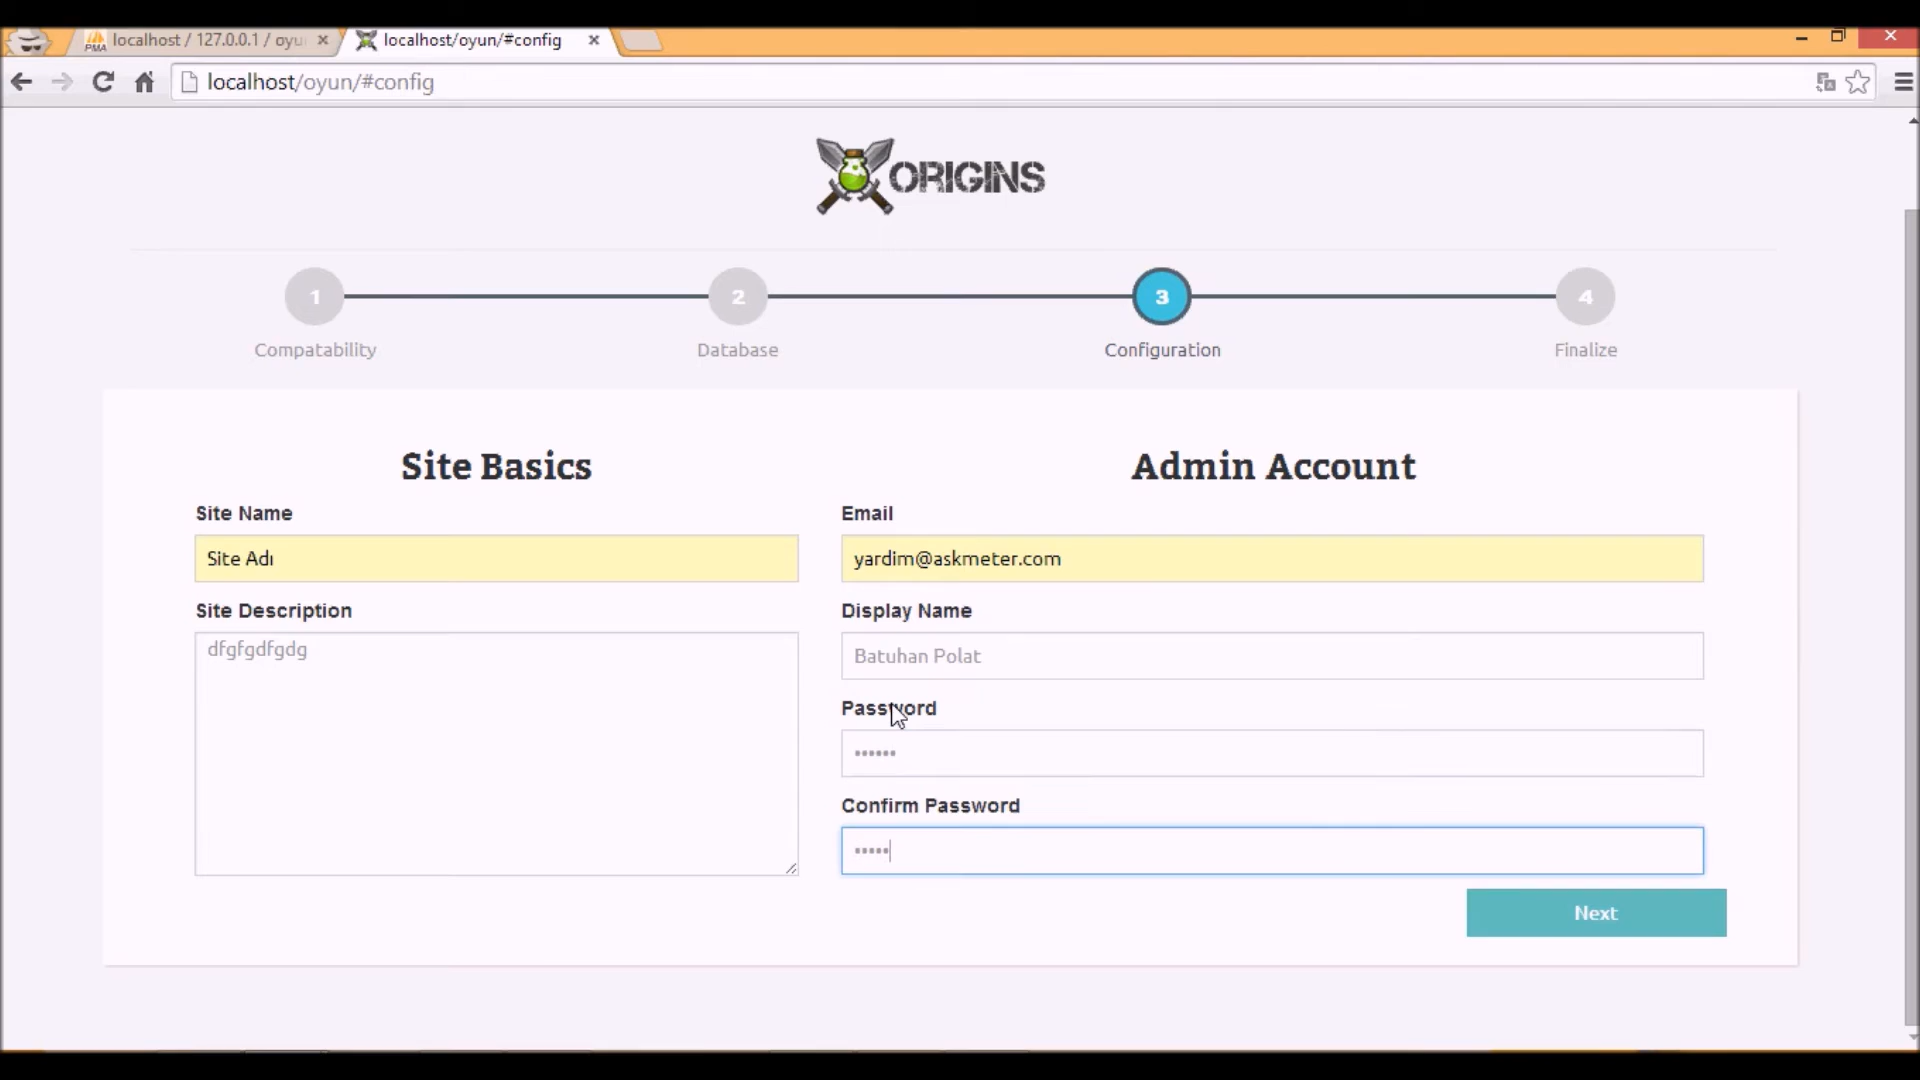 localhost / 127.0.0.1 / oyu
localhost/oyun/#config
localhost/oyun/#config
ORIGINS
1
2
3
4
Compatability
Database
Configuration
Finalize
Site Basics
Admin Account
Site Name
Email
Site Adı
yardim@askmeter.com
Site Description
Display Name
dfgfgdfgdg
Batuhan Polat
Password
••••••
Confirm Password
•••••
Next